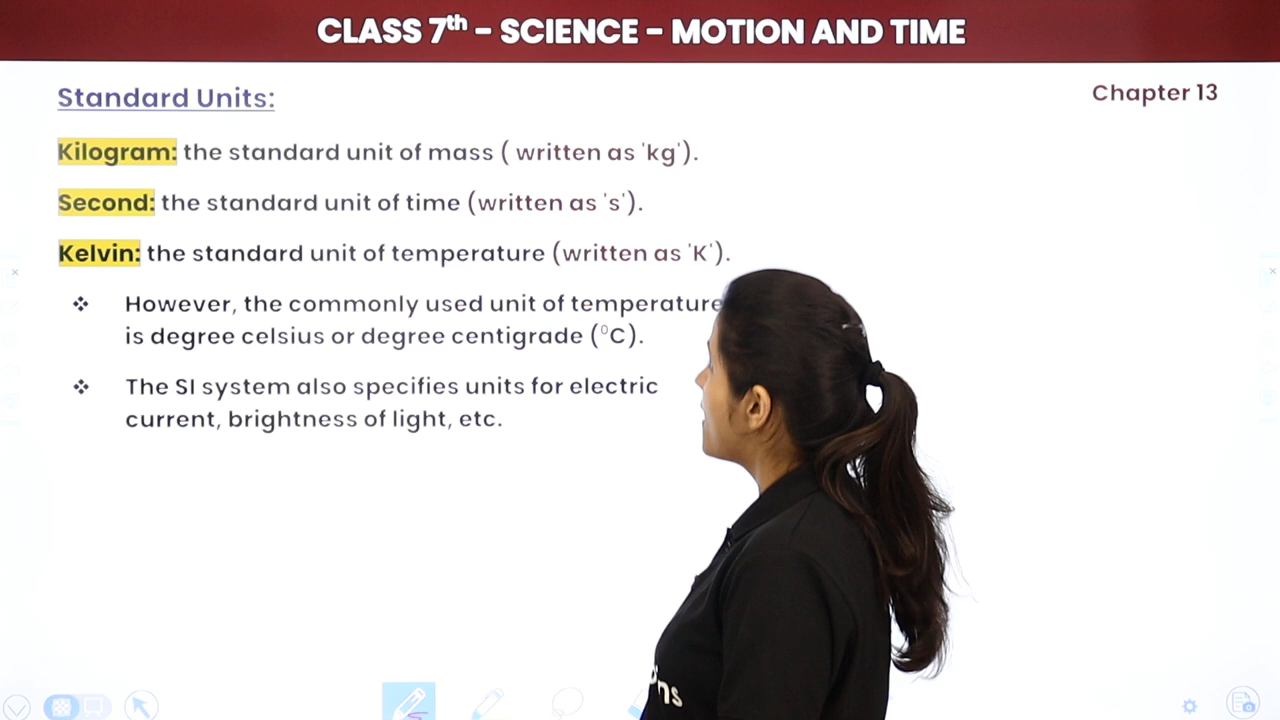 CLASS 7th - SCIENCE - MOTION AND TIME
Standard Units:
Chapter 13
Kilogram: the standard unit of mass ( written as 'kg').
Second: the standard unit of time (written as 's').
Kelvin: the standard unit of temperature (written as 'K').
❖ However, the commonly used unit of temperature
is degree celsius or degree centigrade (⁰C).
❖ The SI system also specifies units for electric
current, brightness of light, etc.